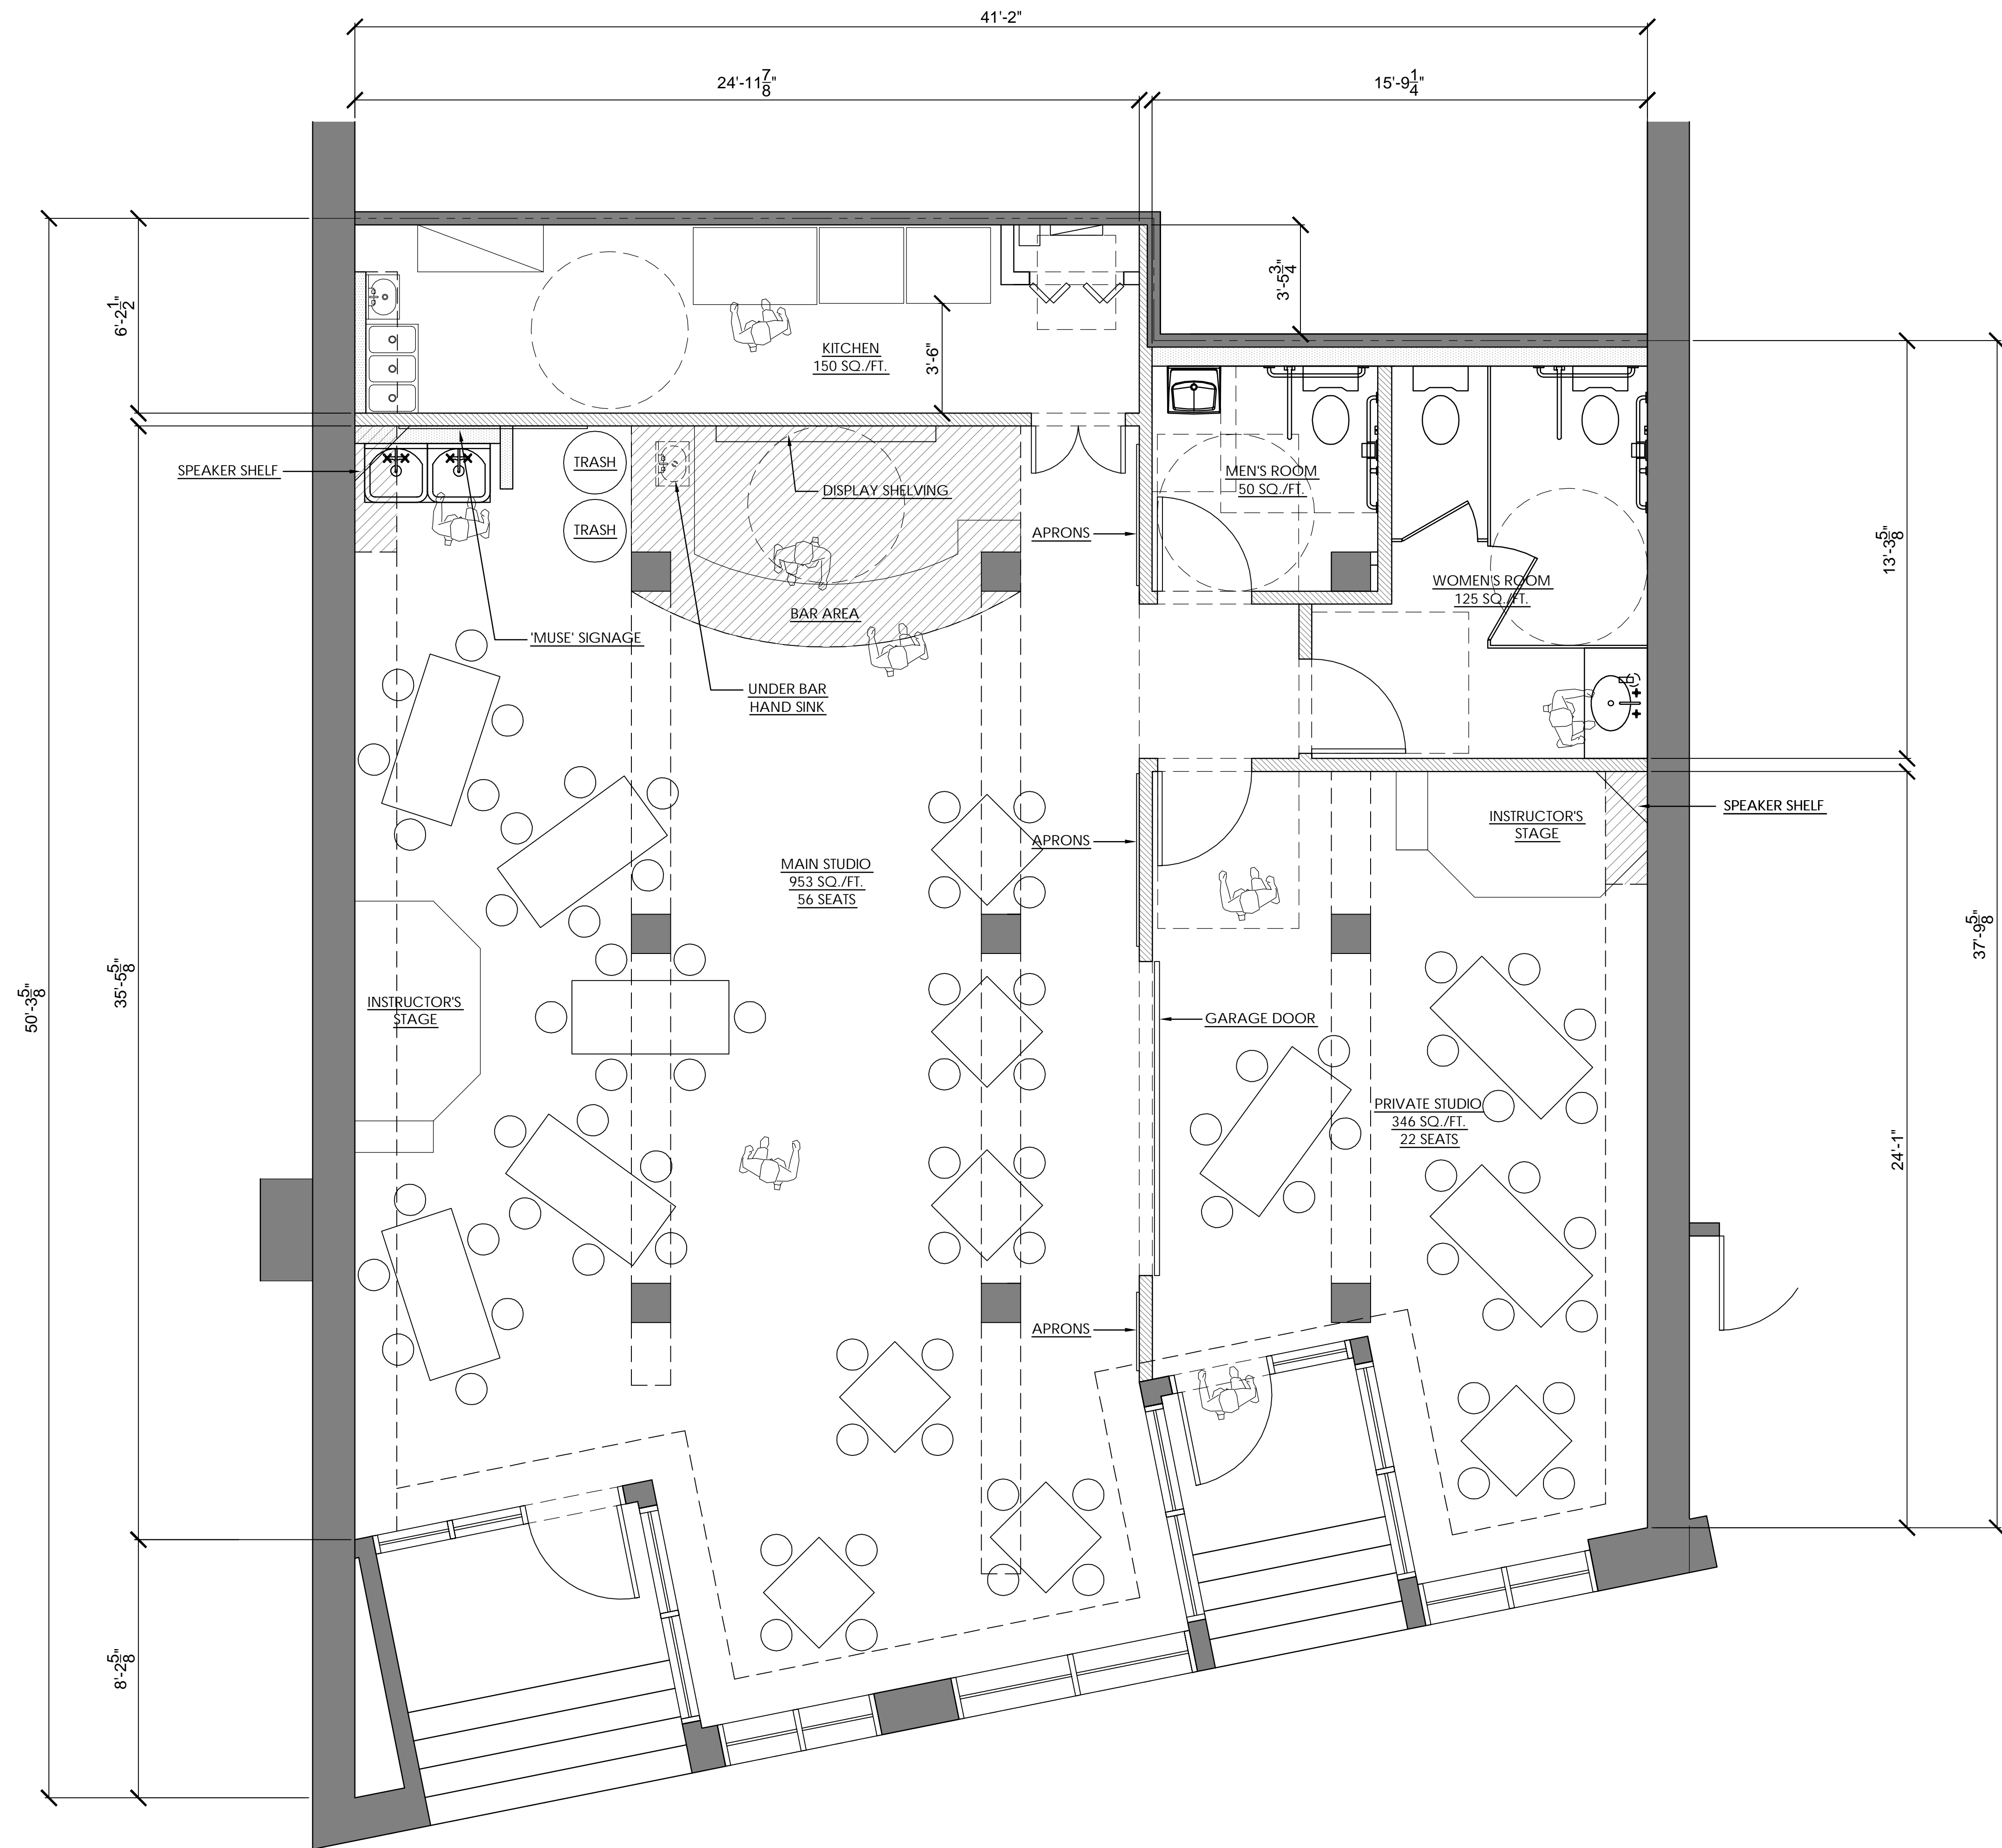 41'-2"
24'-11 7/8"
15'-9 1/4"
3'-5 3/4"
6'-2 1/2"
3'-6"
KITCHEN
150 SQ./FT.
SPEAKER SHELF
TRASH
TRASH
DISPLAY SHELVING
MEN'S ROOM
50 SQ./FT.
APRONS
13'-3 5/8"
WOMEN'S ROOM
125 SQ./FT.
BAR AREA
'MUSE' SIGNAGE
UNDER BAR
HAND SINK
SPEAKER SHELF
INSTRUCTOR'S
STAGE
APRONS
MAIN STUDIO
953 SQ./FT.
56 SEATS
37'-9 5/8"
50'-3 5/8"
35'-5 5/8"
INSTRUCTOR'S
STAGE
GARAGE DOOR
PRIVATE STUDIO
346 SQ./FT.
22 SEATS
24'-1"
APRONS
8'-2 5/8"